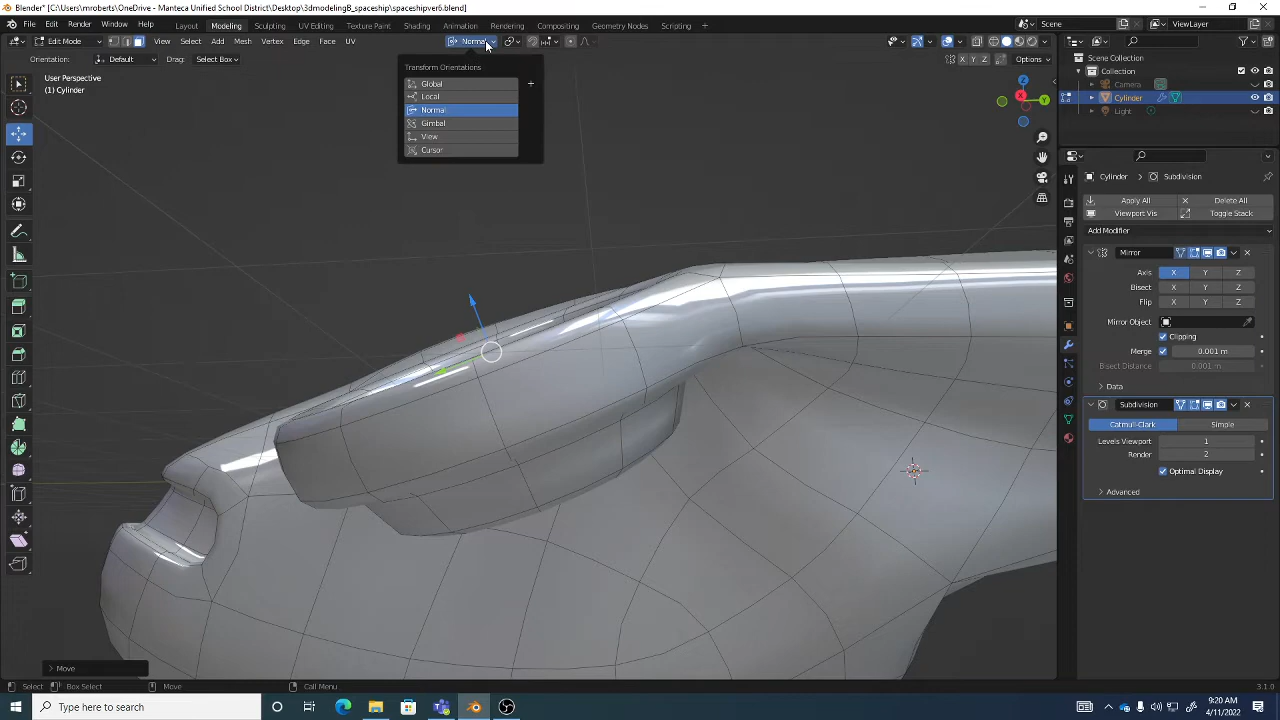 Blender* [C:\Users\mroberts\OneDrive - Manteca Unified School District\Desktop\3dmodeling8_spaceship\spaceshipver6.blend]
File Edit Render Window Help Layout Modeling Sculpting UV Editing Texture Paint Shading Animation Rendering Compositing Geometry Nodes Scripting + Scene ViewLayer
Edit Mode View Select Add Mesh Vertex Edge Face UV Normal
Orientation: Default Drag: Select Box X Y Z Options
User Perspective
(1) Cylinder
Transform Orientations
Global
Local
Normal
Gimbal
View
Cursor
Z
X
Y
Scene Collection
Collection
Camera
Cylinder
Light
Cylinder > Subdivision
Apply All Delete All
Viewport Vis Toggle Stack
Add Modifier
Mirror
Axis X Y Z
Bisect X Y Z
Flip X Y Z
Mirror Object
Clipping
Merge 0.001 m
Bisect Distance 0.001 m
Data
Subdivision
Catmull-Clark Simple
Levels Viewport 1
Render 2
Optimal Display
Advanced
Move
Select Box Select Move Call Menu 3.1.0
Type here to search
9:20 AM
4/11/2022